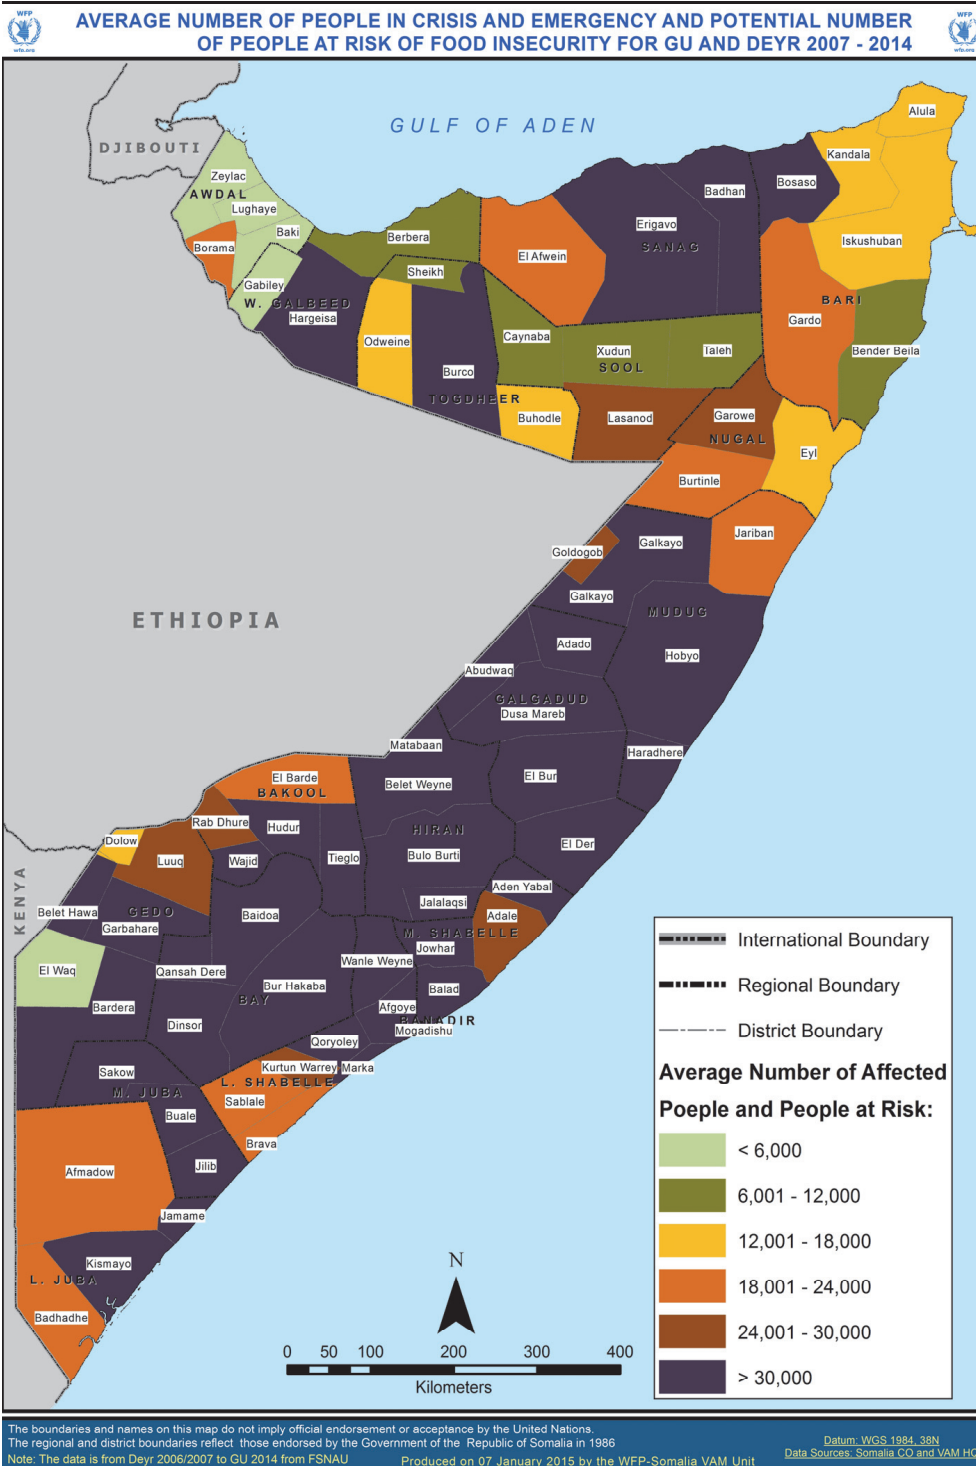 WFP
wfp.org
AVERAGE NUMBER OF PEOPLE IN CRISIS AND EMERGENCY AND POTENTIAL NUMBER
OF PEOPLE AT RISK OF FOOD INSECURITY FOR GU AND DEYR 2007 - 2014
WFP
wfp.org
GULF OF ADEN
DJIBOUTI
Alula
Kandala
Bosaso
Badhan
Zeylac
AWDAL
Lughaye
Baki
Borama
Berbera
Erigavo
SANAG
Iskushuban
El Afwein
Sheikh
Gabiley
W. GALBEED
Hargeisa
BARI
Gardo
Odweine
Caynaba
Xudun
Taleh
Bender Beila
SOOL
Burco
TOGDHEER
Buhodle
Lasanod
Garowe
NUGAL
Eyl
Burtinle
Jariban
Goldogob
Galkayo
Galkayo
MUDUG
ETHIOPIA
Adado
Hobyo
Abudwaq
GALGADUD
Dusa Mareb
Matabaan
Haradhere
El Barde
BAKOOL
Belet Weyne
El Bur
Rab Dhure
Hudur
HIRAN
Dolow
Luuq
Wajid
Tieglo
Bulo Burti
El Der
KENYA
Aden Yabal
Jalalaqsi
Belet Hawa
GEDO
Garbahare
Baidoa
Adale
M. SHABELLE
Jowhar
El Waq
Qansah Dere
Wanle Weyne
Bur Hakaba
Balad
BAY
Bardera
Afgoye
BANADIR
Mogadishu
Dinsor
Qoryoley
Sakow
Kurtun Warrey
Marka
L. SHABELLE
M. JUBA
Sablale
Buale
Brava
Jilib
Afmadow
Jamame
Kismayo
L. JUBA
Badhadhe
N
0 50 100 200 300 400
Kilometers
International Boundary
Regional Boundary
District Boundary
Average Number of Affected
Poeple and People at Risk:
< 6,000
6,001 - 12,000
12,001 - 18,000
18,001 - 24,000
24,001 - 30,000
> 30,000
The boundaries and names on this map do not imply official endorsement or acceptance by the United Nations.
The regional and district boundaries reflect those endorsed by the Government of the Republic of Somalia in 1986
Note: The data is from Deyr 2006/2007 to GU 2014 from FSNAU
Produced on 07 January 2015 by the WFP-Somalia VAM Unit
Datum: WGS 1984, 38N
Data Sources: Somalia CO and VAM HQ